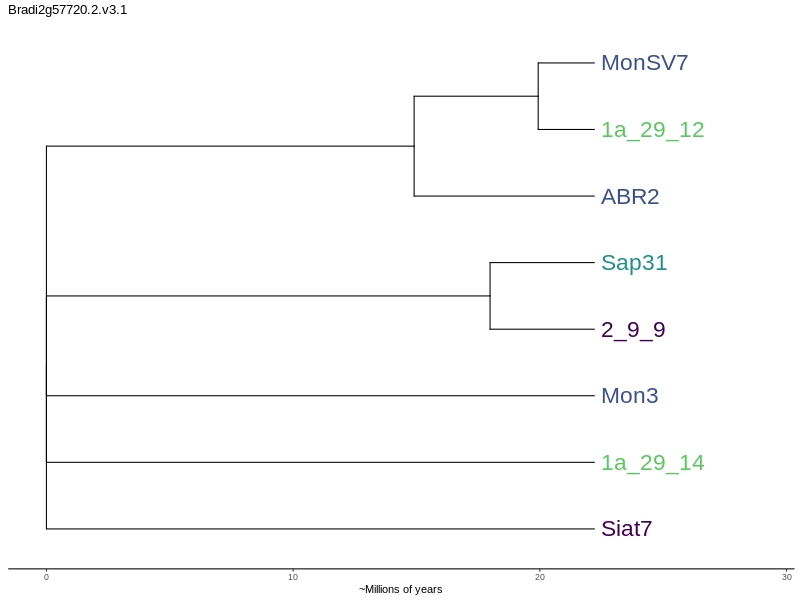 Bradi2g57720.2.v3.1
MonSV7
1a_29_12
ABR2
Sap31
2_9_9
Mon3
1a_29_14
Siat7
0 10 20 30
~Millions of years